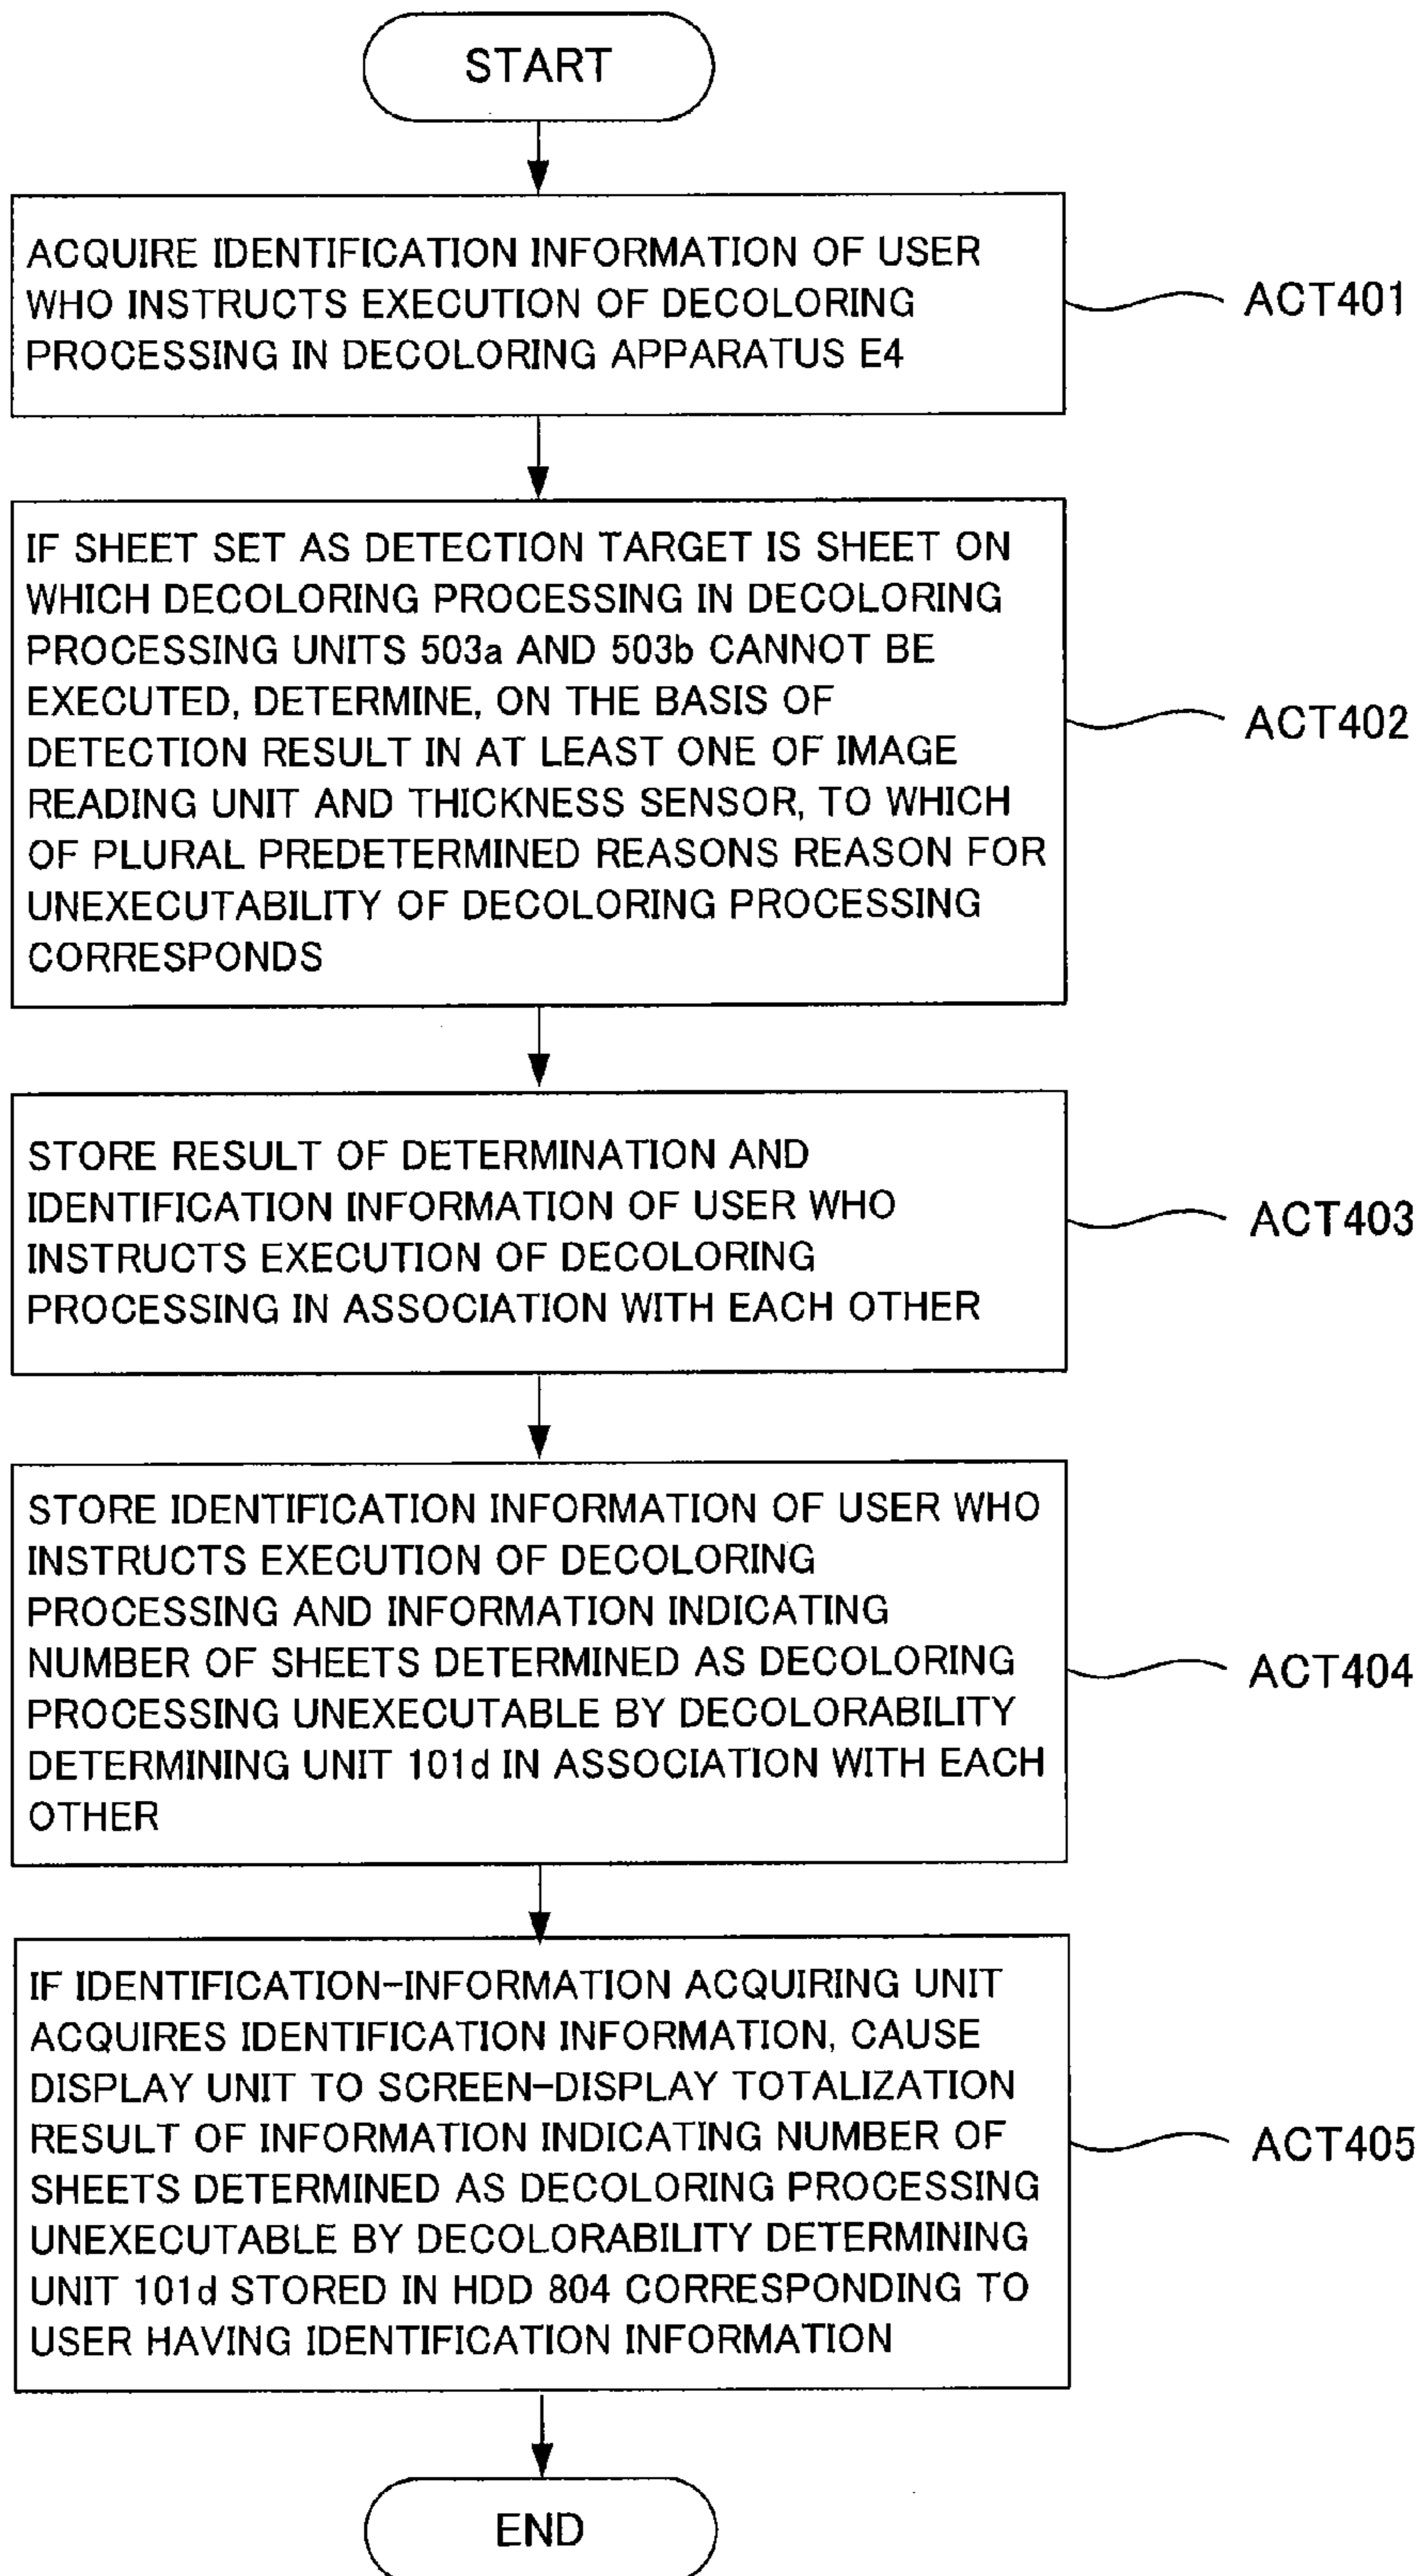 START
ACQUIRE IDENTIFICATION INFORMATION OF USER
WHO INSTRUCTS EXECUTION OF DECOLORING
PROCESSING IN DECOLORING APPARATUS E4
ACT401
IF SHEET SET AS DETECTION TARGET IS SHEET ON
WHICH DECOLORING PROCESSING IN DECOLORING
PROCESSING UNITS 503a AND 503b CANNOT BE
EXECUTED, DETERMINE, ON THE BASIS OF
DETECTION RESULT IN AT LEAST ONE OF IMAGE
READING UNIT AND THICKNESS SENSOR, TO WHICH
OF PLURAL PREDETERMINED REASONS REASON FOR
UNEXECUTABILITY OF DECOLORING PROCESSING
CORRESPONDS
ACT402
STORE RESULT OF DETERMINATION AND
IDENTIFICATION INFORMATION OF USER WHO
INSTRUCTS EXECUTION OF DECOLORING
PROCESSING IN ASSOCIATION WITH EACH OTHER
ACT403
STORE IDENTIFICATION INFORMATION OF USER WHO
INSTRUCTS EXECUTION OF DECOLORING
PROCESSING AND INFORMATION INDICATING
NUMBER OF SHEETS DETERMINED AS DECOLORING
PROCESSING UNEXECUTABLE BY DECOLORABILITY
DETERMINING UNIT 101d IN ASSOCIATION WITH EACH
OTHER
ACT404
IF IDENTIFICATION-INFORMATION ACQUIRING UNIT
ACQUIRES IDENTIFICATION INFORMATION, CAUSE
DISPLAY UNIT TO SCREEN-DISPLAY TOTALIZATION
RESULT OF INFORMATION INDICATING NUMBER OF
SHEETS DETERMINED AS DECOLORING PROCESSING
UNEXECUTABLE BY DECOLORABILITY DETERMINING
UNIT 101d STORED IN HDD 804 CORRESPONDING TO
USER HAVING IDENTIFICATION INFORMATION
ACT405
END